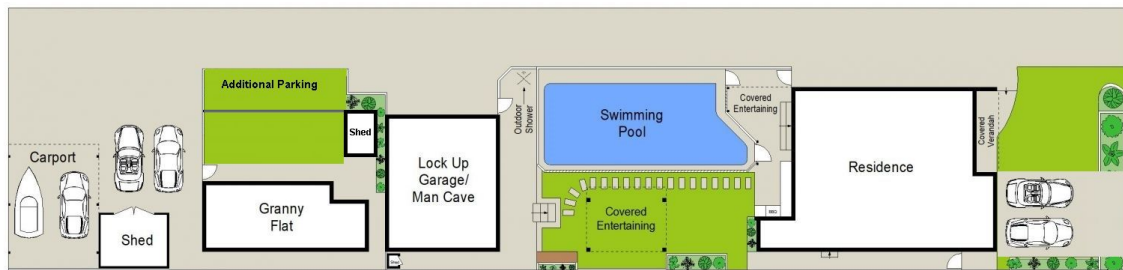 Additional Parking
Shed
Carport
Shed
Granny
Flat
Lock Up
Garage/
Man Cave
Outdoor
Shower
Swimming
Pool
Covered
Entertaining
Covered
Entertaining
BBQ
Residence
Covered
Verandah